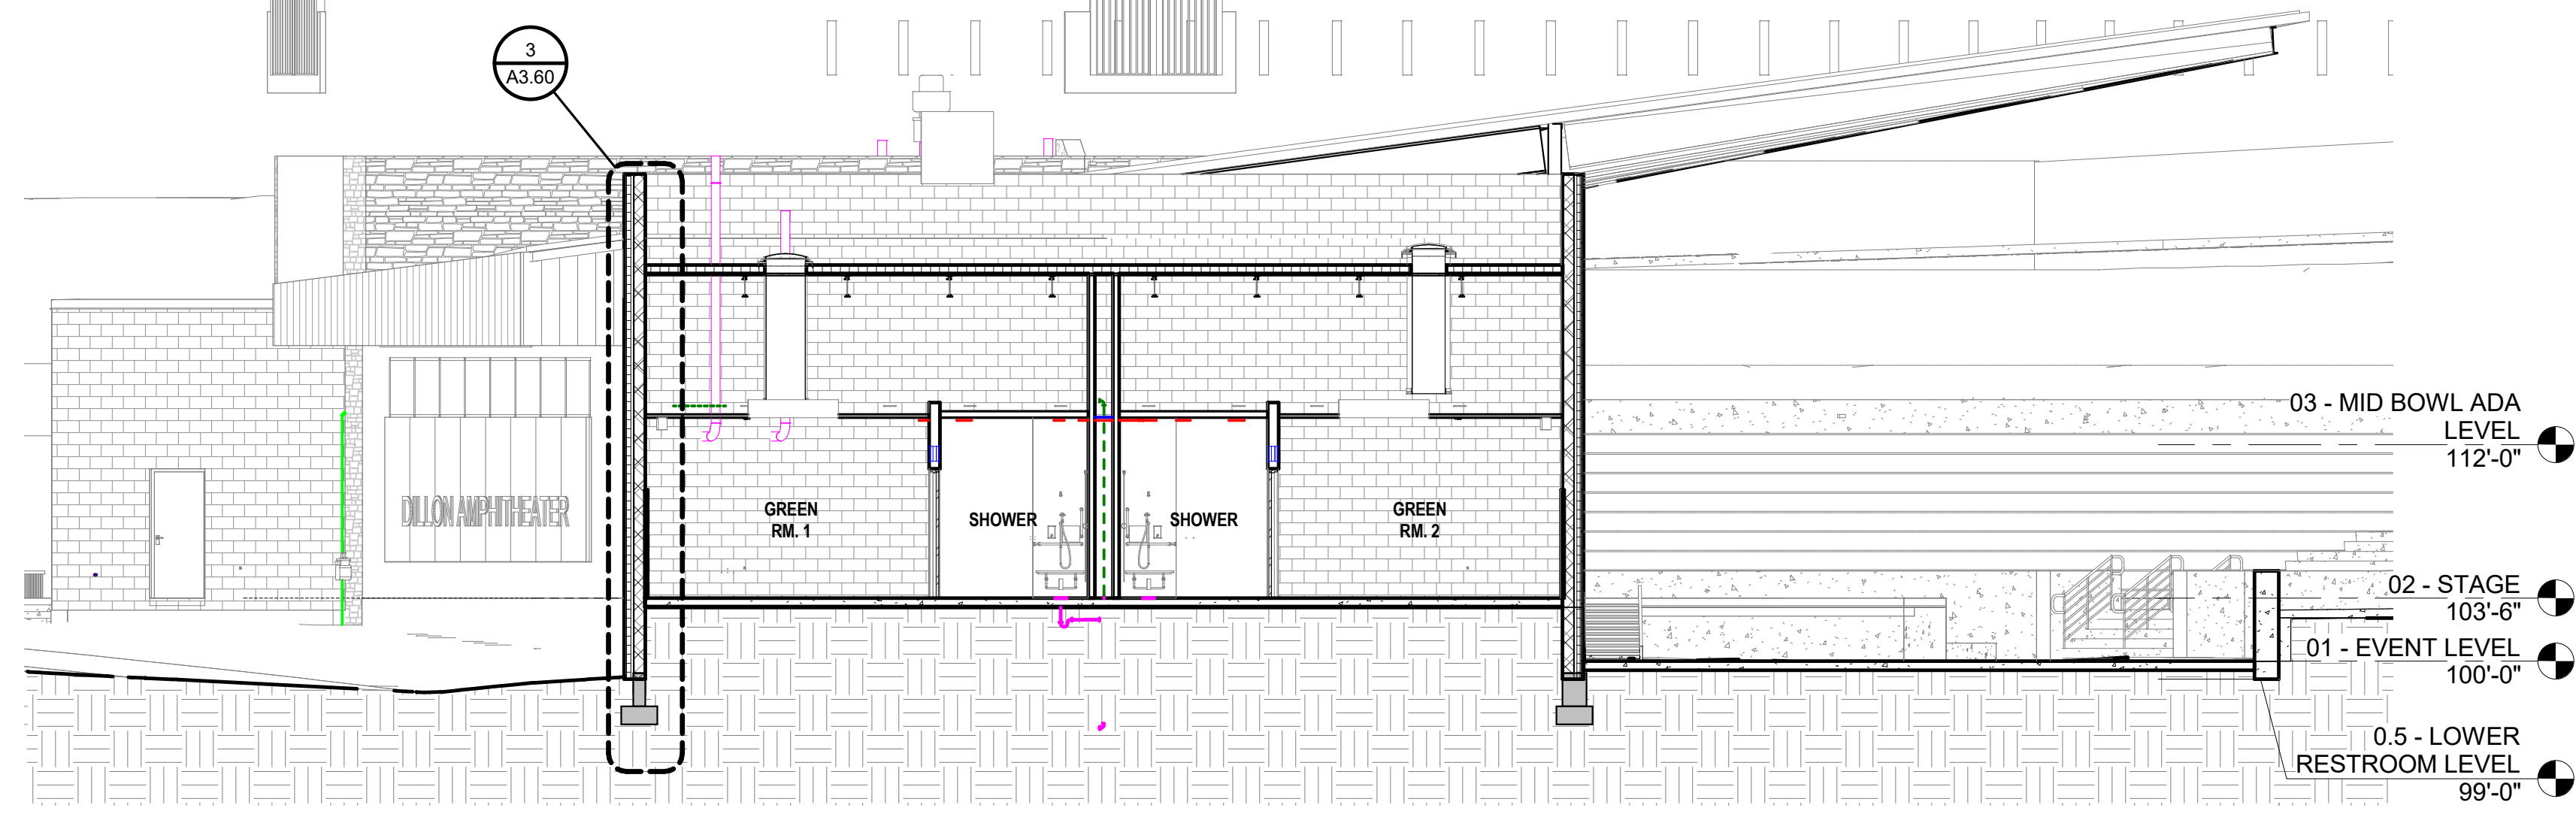 3
A3.60
03 - MID BOWL ADA
LEVEL
112'-0"
DILLON AMPHITHEATER
GREEN
RM. 1
SHOWER
SHOWER
GREEN
RM. 2
02 - STAGE
103'-6"
01 - EVENT LEVEL
100'-0"
0.5 - LOWER
RESTROOM LEVEL
99'-0"